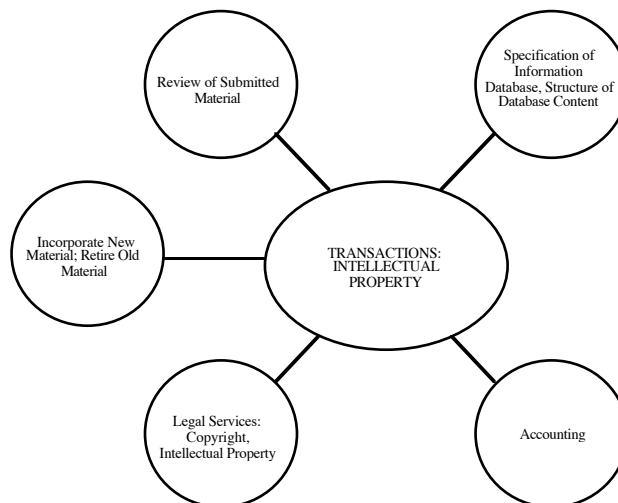 Review of Submitted
Material
Specification of
Information
Database, Structure of
Database Content
Incorporate New
Material; Retire Old
Material
TRANSACTIONS:
INTELLECTUAL
PROPERTY
Legal Services:
Copyright,
Intellectual Property
Accounting